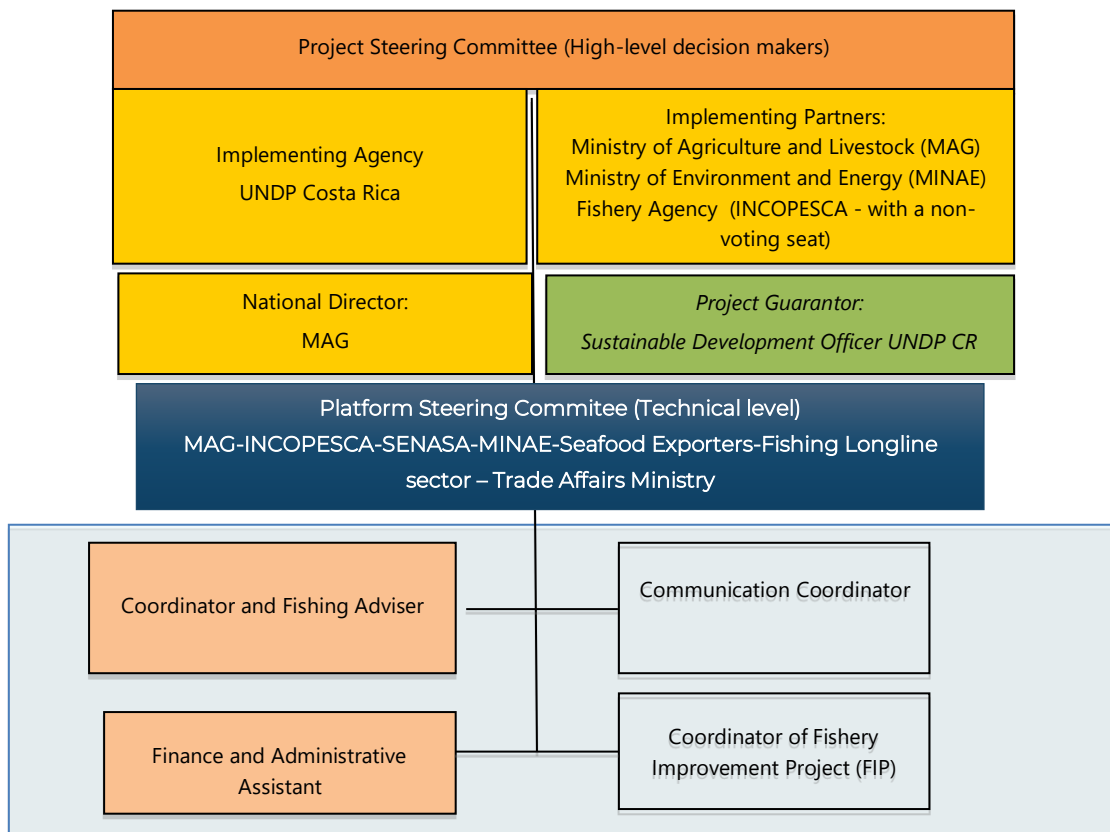 Project Steering Committee (High-level decision makers)
Implementing Agency
UNDP Costa Rica
Implementing Partners:
Ministry of Agriculture and Livestock (MAG)
Ministry of Environment and Energy (MINAE)
Fishery Agency (INCOPESCA - with a non-
voting seat)
National Director:
MAG
Project Guarantor:
Sustainable Development Officer UNDP CR
Platform Steering Commitee (Technical level)
MAG-INCOPESCA-SENASA-MINAE-Seafood Exporters-Fishing Longline
sector – Trade Affairs Ministry
Coordinator and Fishing Adviser
Communication Coordinator
Finance and Administrative
Assistant
Coordinator of Fishery
Improvement Project (FIP)